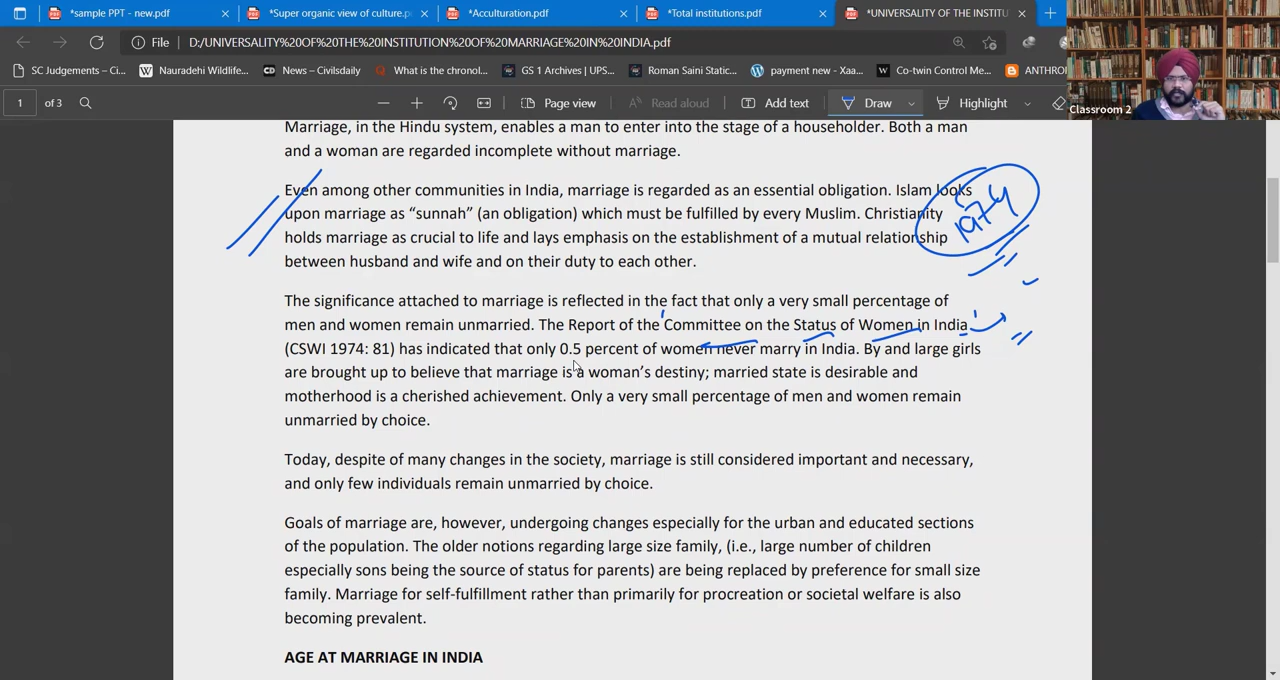 *sample PPT - new.pdf
*Super organic view of culture.p
*Acculturation.pdf
*Total institutions.pdf
*UNIVERSALITY OF THE INSTITU
File
D:/UNIVERSALITY%20OF%20THE%20INSTITUTION%20OF%20MARRIAGE%20IN%20INDIA.pdf
SC Judgements – Ci...
Nauradehi Wildlife...
News – Civilsdaily
What is the chronol...
GS 1 Archives | UPS...
Roman Saini Static...
payment new - Xaa...
Co-twin Control Me...
ANTHRO
Classroom 2
1 of 3
Page view
Read aloud
Add text
Draw
Highlight
Marriage, in the Hindu system, enables a man to enter into the stage of a householder. Both a man
and a woman are regarded incomplete without marriage.
Even among other communities in India, marriage is regarded as an essential obligation. Islam looks
upon marriage as “sunnah” (an obligation) which must be fulfilled by every Muslim. Christianity
holds marriage as crucial to life and lays emphasis on the establishment of a mutual relationship
between husband and wife and on their duty to each other.
1974
The significance attached to marriage is reflected in the fact that only a very small percentage of
men and women remain unmarried. The Report of the Committee on the Status of Women in India
(CSWI 1974: 81) has indicated that only 0.5 percent of women never marry in India. By and large girls
are brought up to believe that marriage is a woman’s destiny; married state is desirable and
motherhood is a cherished achievement. Only a very small percentage of men and women remain
unmarried by choice.
Today, despite of many changes in the society, marriage is still considered important and necessary,
and only few individuals remain unmarried by choice.
Goals of marriage are, however, undergoing changes especially for the urban and educated sections
of the population. The older notions regarding large size family, (i.e., large number of children
especially sons being the source of status for parents) are being replaced by preference for small size
family. Marriage for self-fulfillment rather than primarily for procreation or societal welfare is also
becoming prevalent.
AGE AT MARRIAGE IN INDIA